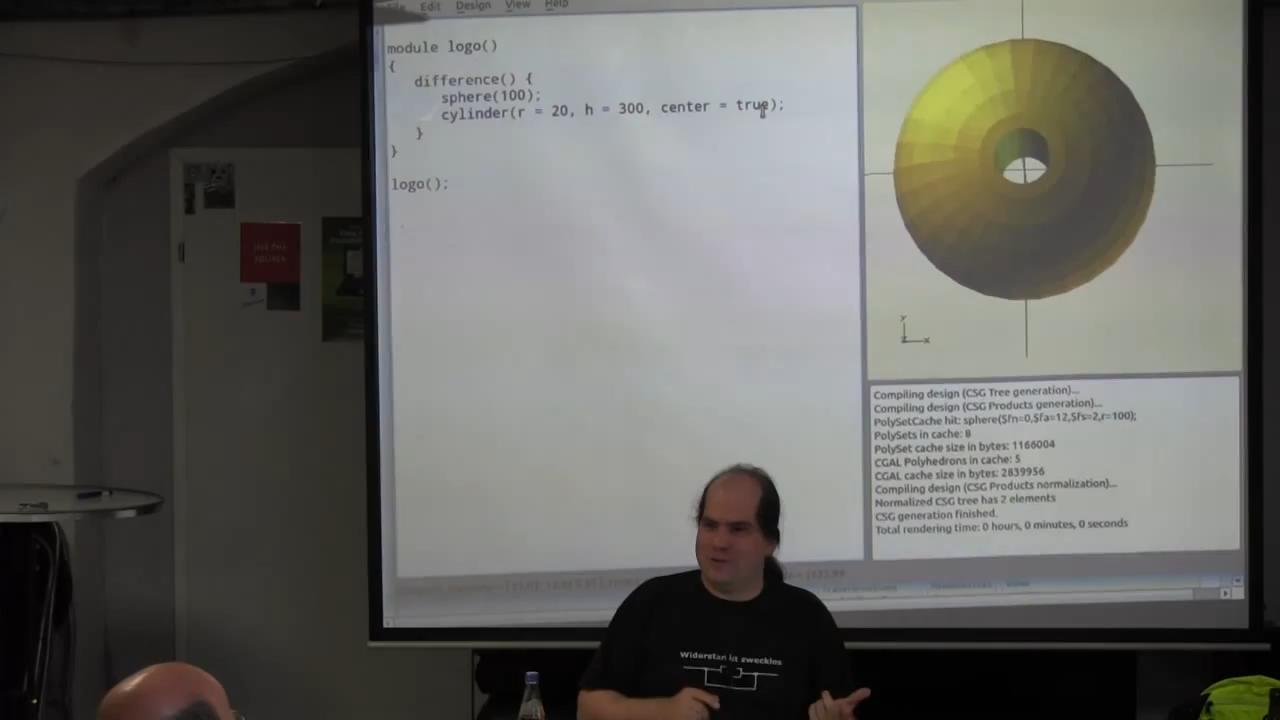 Edit Design View Help
module logo()
{
difference() {
sphere(100);
cylinder(r = 20, h = 300, center = true);
}
}
logo();
Y
X
Compiling design (CSG Tree generation)...
Compiling design (CSG Products generation)...
PolySetCache hit: sphere($fn=0,$fa=12,$fs=2,r=100);
PolySets in cache: 8
PolySet cache size in bytes: 1166004
CGAL Polyhedrons in cache: 5
CGAL cache size in bytes: 2839956
Compiling design (CSG Products normalization)...
Normalized CSG tree has 2 elements
CSG generation finished.
Total rendering time: 0 hours, 0 minutes, 0 seconds
ist zwecklos